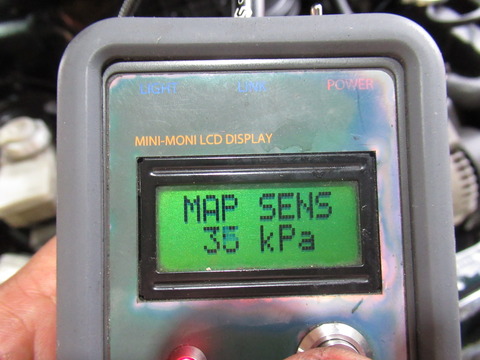 LIGHT LINK POWER
MINI-MONI LCD DISPLAY
MAP SENS
35 kPa